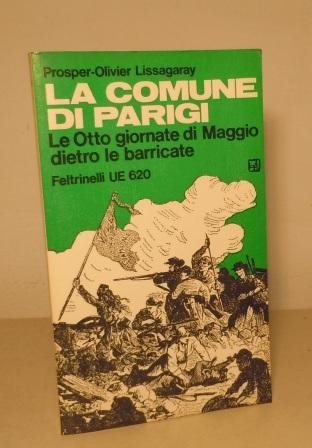 Prosper-Olivier Lissagaray
LA COMUNE
DI PARIGI
Le Otto giornate di Maggio
dietro le barricate
Feltrinelli UE 620